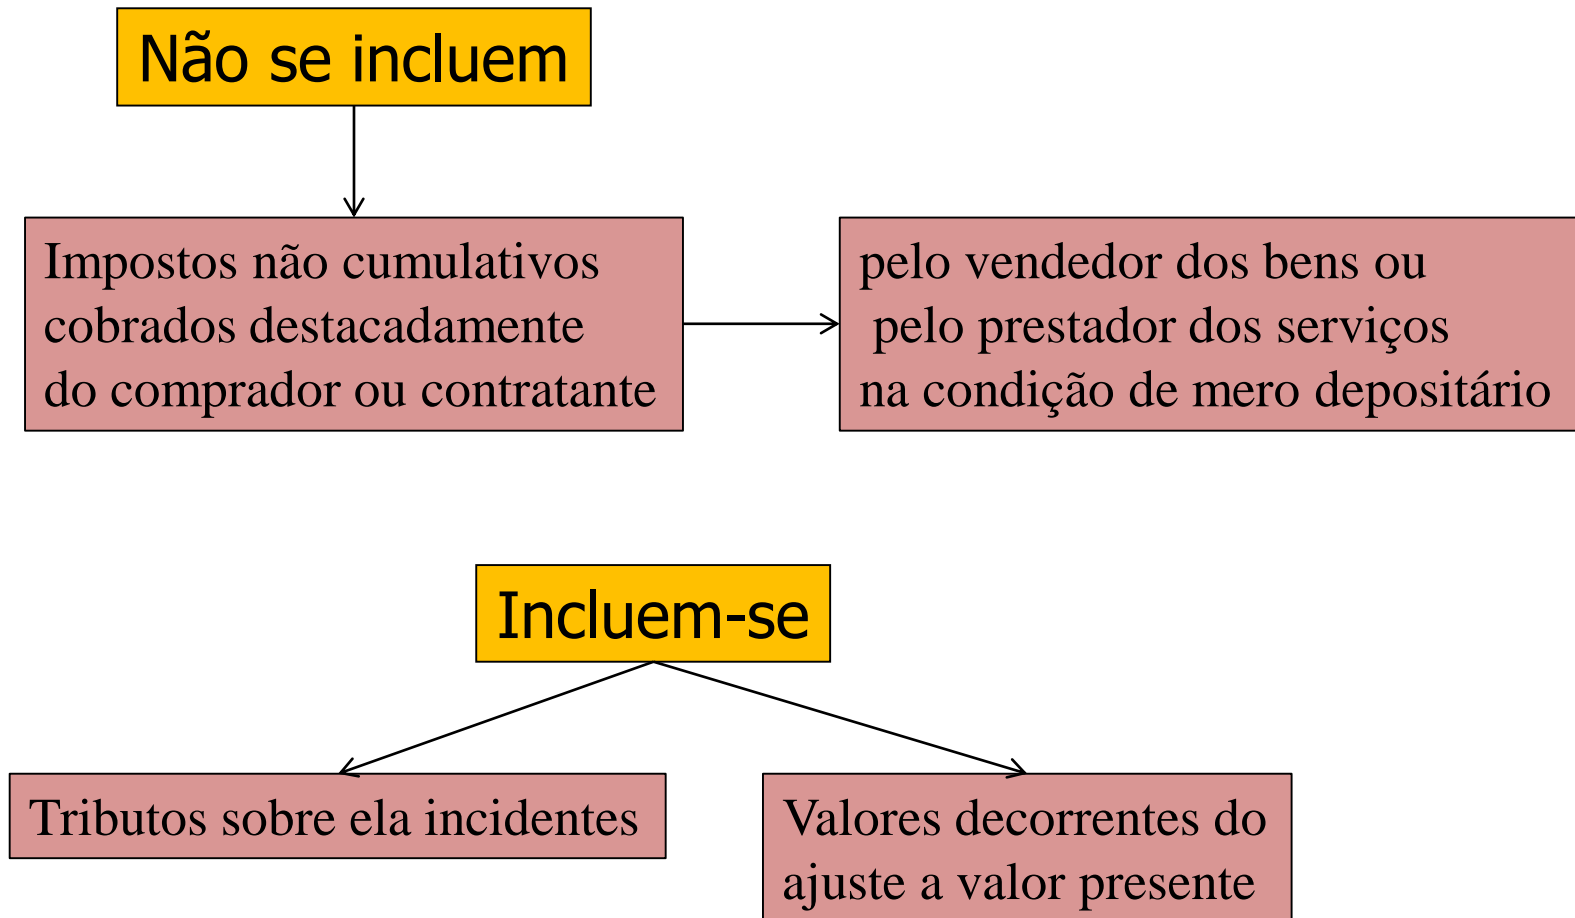 Não se incluem
Impostos não cumulativos
cobrados destacadamente
do comprador ou contratante
pelo vendedor dos bens ou
pelo prestador dos serviços
na condição de mero depositário
Incluem-se
Tributos sobre ela incidentes
Valores decorrentes do
ajuste a valor presente